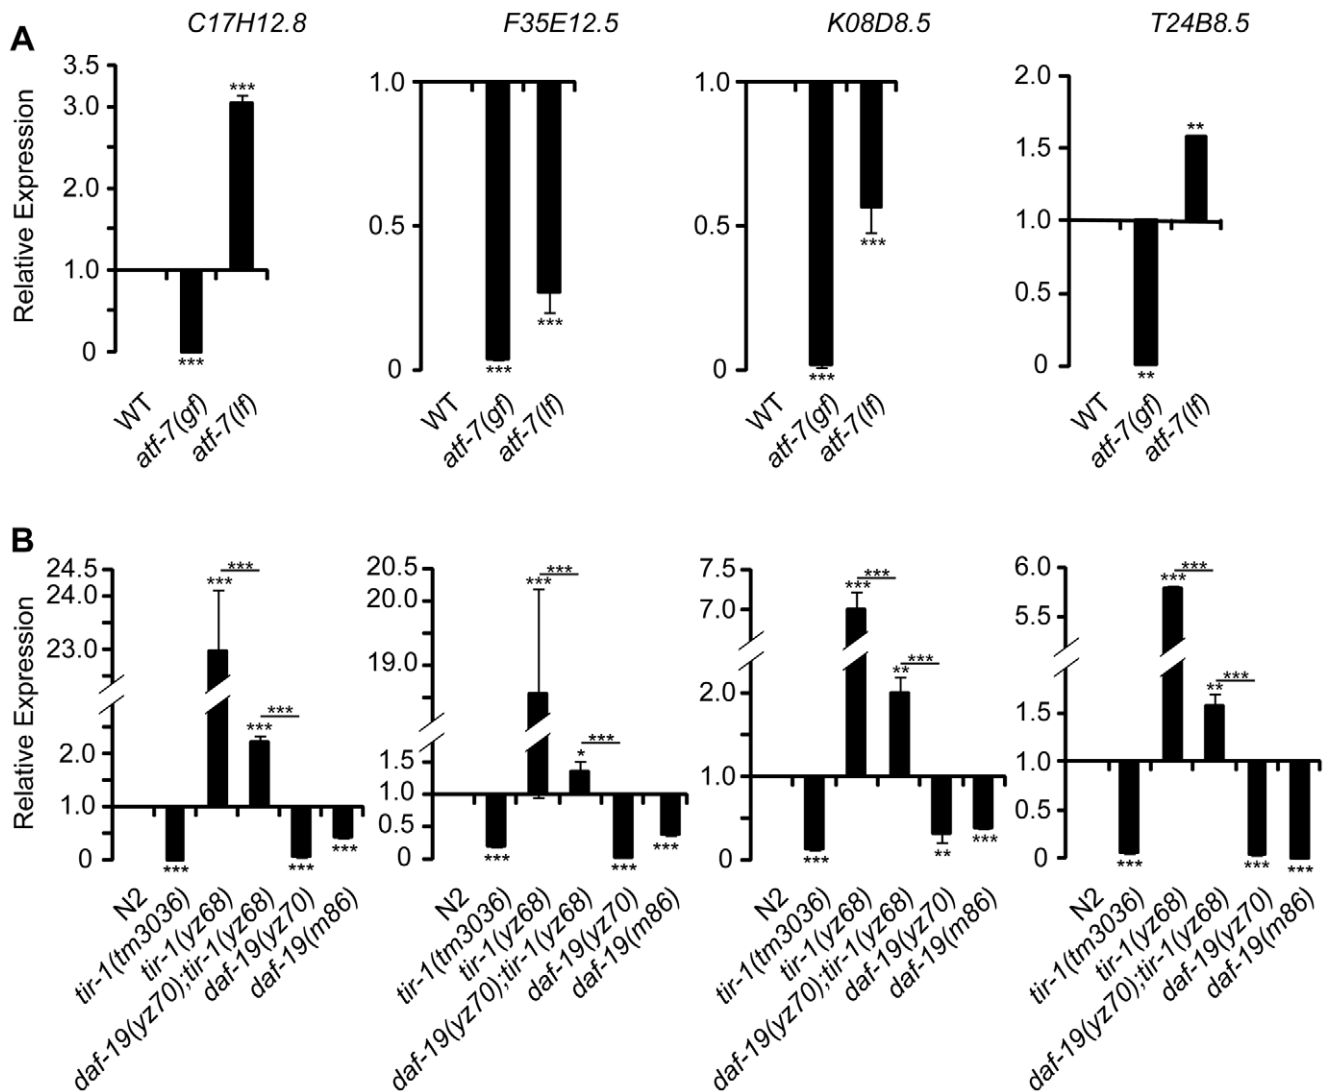 A
C17H12.8
F35E12.5
K08D8.5
T24B8.5
Relative Expression
3.5
3.0
2.0
1.0
0
***
***
WT
atf-7(gf)
atf-7(lf)
1.0
0.5
0
***
***
WT
atf-7(gf)
atf-7(lf)
1.0
0.5
0
***
***
WT
atf-7(gf)
atf-7(lf)
2.0
1.5
1.0
0.5
0
**
**
WT
atf-7(gf)
atf-7(lf)
B
Relative Expression
24.5
24.0
23.0
2.0
1.0
0
***
***
***
***
***
***
***
N2
tir-1(tm3036)
tir-1(yz68)
daf-19(yz70);tir-1(yz68)
daf-19(yz70)
daf-19(m86)
20.5
20.0
19.0
1.5
1.0
0.5
0
***
***
***
*
***
***
***
N2
tir-1(tm3036)
tir-1(yz68)
daf-19(yz70);tir-1(yz68)
daf-19(yz70)
daf-19(m86)
7.5
7.0
2.0
1.0
0
***
***
***
**
***
**
***
N2
tir-1(tm3036)
tir-1(yz68)
daf-19(yz70);tir-1(yz68)
daf-19(yz70)
daf-19(m86)
6.0
5.5
1.5
1.0
0.5
0
***
***
***
**
***
***
***
N2
tir-1(tm3036)
tir-1(yz68)
daf-19(yz70);tir-1(yz68)
daf-19(yz70)
daf-19(m86)